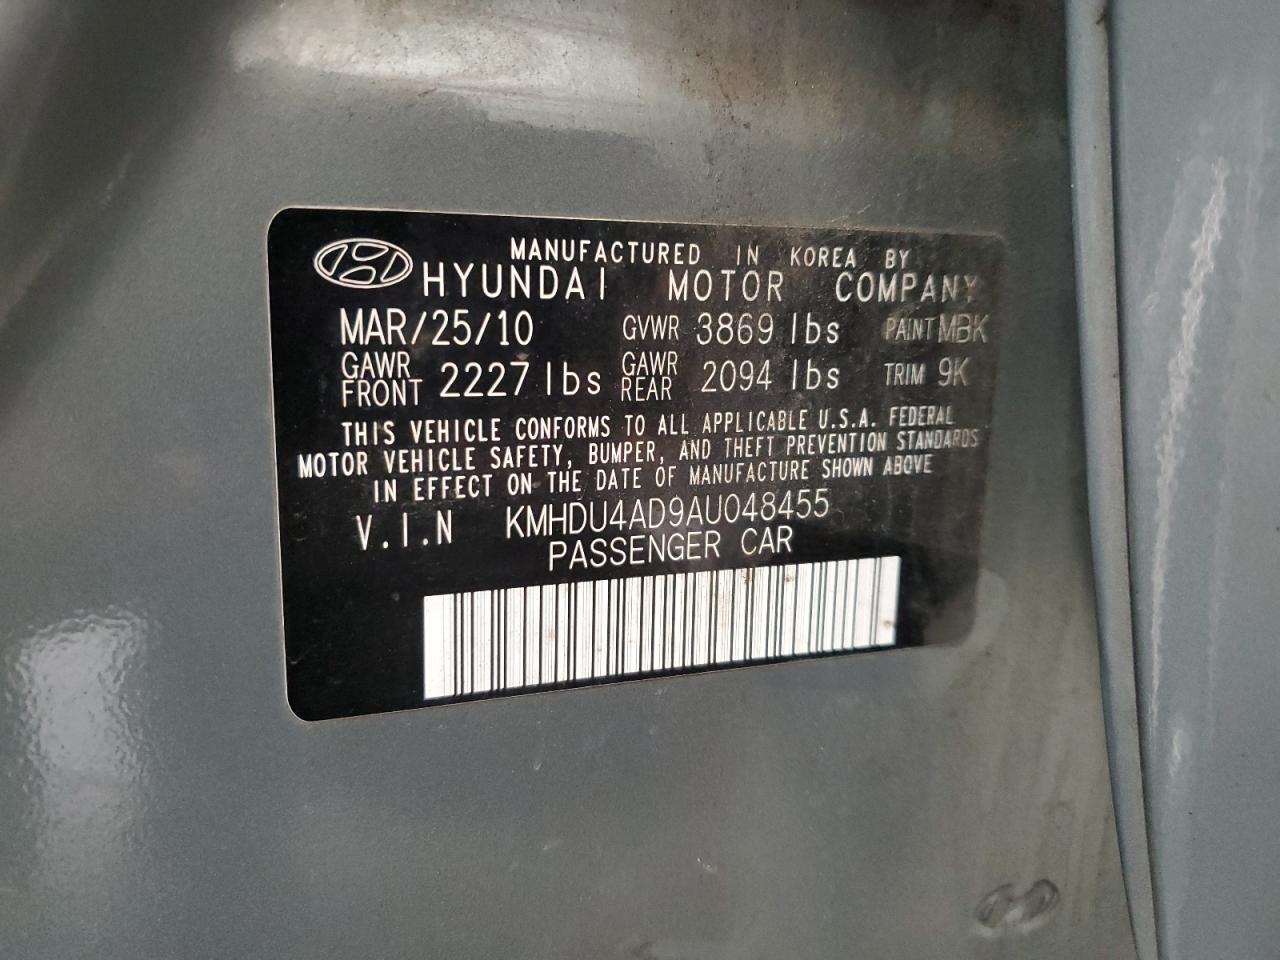 MANUFACTURED IN KOREA BY
HYUNDAI MOTOR COMPANY
MAR/25/10 GVWR 3869 lbs PAINT MBK
GAWR FRONT 2227 lbs GAWR REAR 2094 lbs TRIM 9K
THIS VEHICLE CONFORMS TO ALL APPLICABLE U.S.A. FEDERAL
MOTOR VEHICLE SAFETY, BUMPER, AND THEFT PREVENTION STANDARDS
IN EFFECT ON THE DATE OF MANUFACTURE SHOWN ABOVE
V.I.N KMHDU4AD9AU048455
PASSENGER CAR